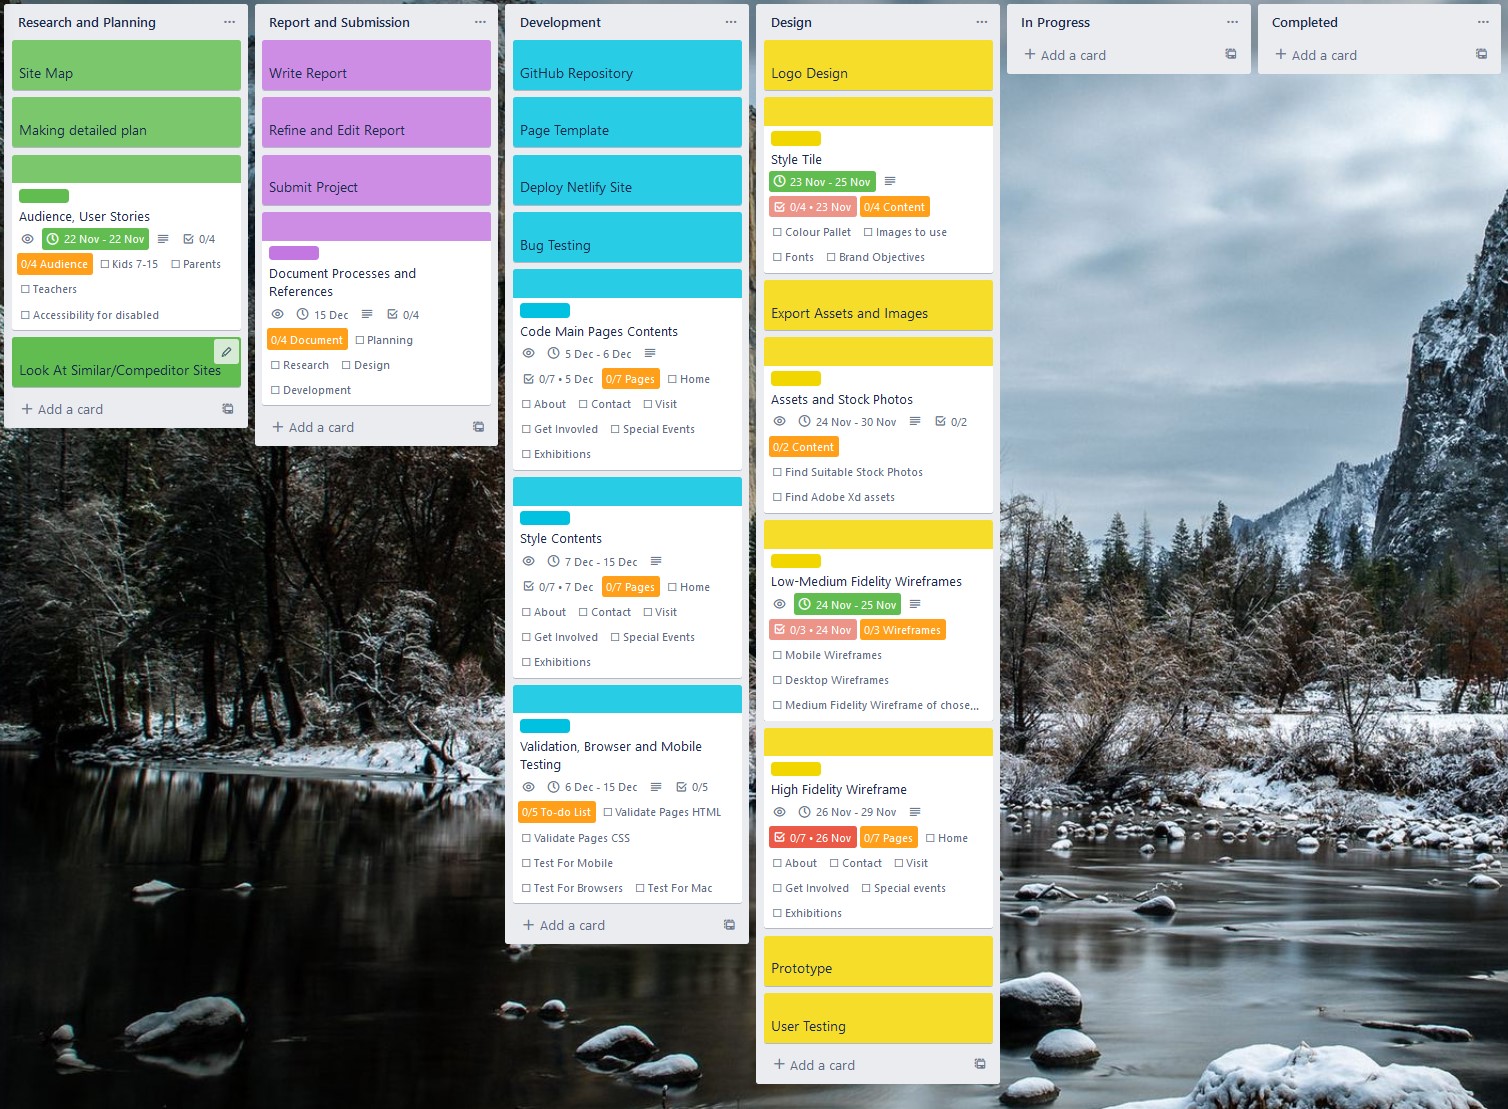 Research and Planning
Site Map
Making detailed plan
Audience, User Stories
22 Nov - 22 Nov 0/4
0/4 Audience Kids 7-15 Parents
Teachers
Accessibility for disabled
Look At Similar/Compeditor Sites
Add a card
Report and Submission
Write Report
Refine and Edit Report
Submit Project
Document Processes and
References
15 Dec 0/4
0/4 Document Planning
Research Design
Development
Add a card
Development
GitHub Repository
Page Template
Deploy Netlify Site
Bug Testing
Code Main Pages Contents
5 Dec - 6 Dec
0/7 • 5 Dec 0/7 Pages Home
About Contact Visit
Get Invovled Special Events
Exhibitions
Style Contents
7 Dec - 15 Dec
0/7 • 7 Dec 0/7 Pages Home
About Contact Visit
Get Involved Special Events
Exhibitions
Validation, Browser and Mobile
Testing
6 Dec - 15 Dec 0/5
0/5 To-do List Validate Pages HTML
Validate Pages CSS
Test For Mobile
Test For Browsers Test For Mac
Add a card
Design
Logo Design
Style Tile
23 Nov - 25 Nov
0/4 • 23 Nov 0/4 Content
Colour Pallet Images to use
Fonts Brand Objectives
Export Assets and Images
Assets and Stock Photos
24 Nov - 30 Nov 0/2
0/2 Content
Find Suitable Stock Photos
Find Adobe Xd assets
Low-Medium Fidelity Wireframes
24 Nov - 25 Nov
0/3 • 24 Nov 0/3 Wireframes
Mobile Wireframes
Desktop Wireframes
Medium Fidelity Wireframe of chose...
High Fidelity Wireframe
26 Nov - 29 Nov
0/7 • 26 Nov 0/7 Pages Home
About Contact Visit
Get Involved Special events
Exhibitions
Prototype
User Testing
Add a card
In Progress
Add a card
Completed
Add a card